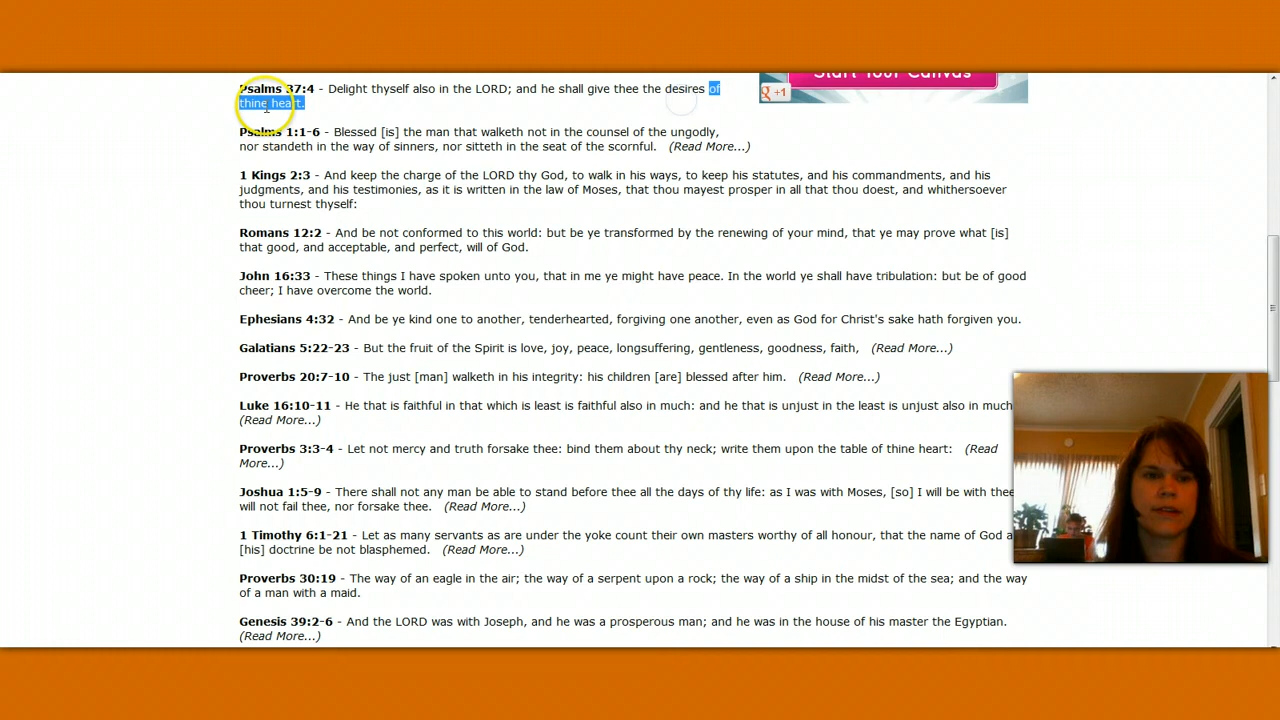 Start Your Canvas
g +1
Psalms 37:4 - Delight thyself also in the LORD; and he shall give thee the desires of
thine heart.
Psalms 1:1-6 - Blessed [is] the man that walketh not in the counsel of the ungodly,
nor standeth in the way of sinners, nor sitteth in the seat of the scornful. (Read More...)
1 Kings 2:3 - And keep the charge of the LORD thy God, to walk in his ways, to keep his statutes, and his commandments, and his
judgments, and his testimonies, as it is written in the law of Moses, that thou mayest prosper in all that thou doest, and whithersoever
thou turnest thyself:
Romans 12:2 - And be not conformed to this world: but be ye transformed by the renewing of your mind, that ye may prove what [is]
that good, and acceptable, and perfect, will of God.
John 16:33 - These things I have spoken unto you, that in me ye might have peace. In the world ye shall have tribulation: but be of good
cheer; I have overcome the world.
Ephesians 4:32 - And be ye kind one to another, tenderhearted, forgiving one another, even as God for Christ's sake hath forgiven you.
Galatians 5:22-23 - But the fruit of the Spirit is love, joy, peace, longsuffering, gentleness, goodness, faith, (Read More...)
Proverbs 20:7-10 - The just [man] walketh in his integrity: his children [are] blessed after him. (Read More...)
Luke 16:10-11 - He that is faithful in that which is least is faithful also in much: and he that is unjust in the least is unjust also in much
(Read More...)
Proverbs 3:3-4 - Let not mercy and truth forsake thee: bind them about thy neck; write them upon the table of thine heart: (Read
More...)
Joshua 1:5-9 - There shall not any man be able to stand before thee all the days of thy life: as I was with Moses, [so] I will be with thee
will not fail thee, nor forsake thee. (Read More...)
1 Timothy 6:1-21 - Let as many servants as are under the yoke count their own masters worthy of all honour, that the name of God
[his] doctrine be not blasphemed. (Read More...)
Proverbs 30:19 - The way of an eagle in the air; the way of a serpent upon a rock; the way of a ship in the midst of the sea; and the way
of a man with a maid.
Genesis 39:2-6 - And the LORD was with Joseph, and he was a prosperous man; and he was in the house of his master the Egyptian.
(Read More...)